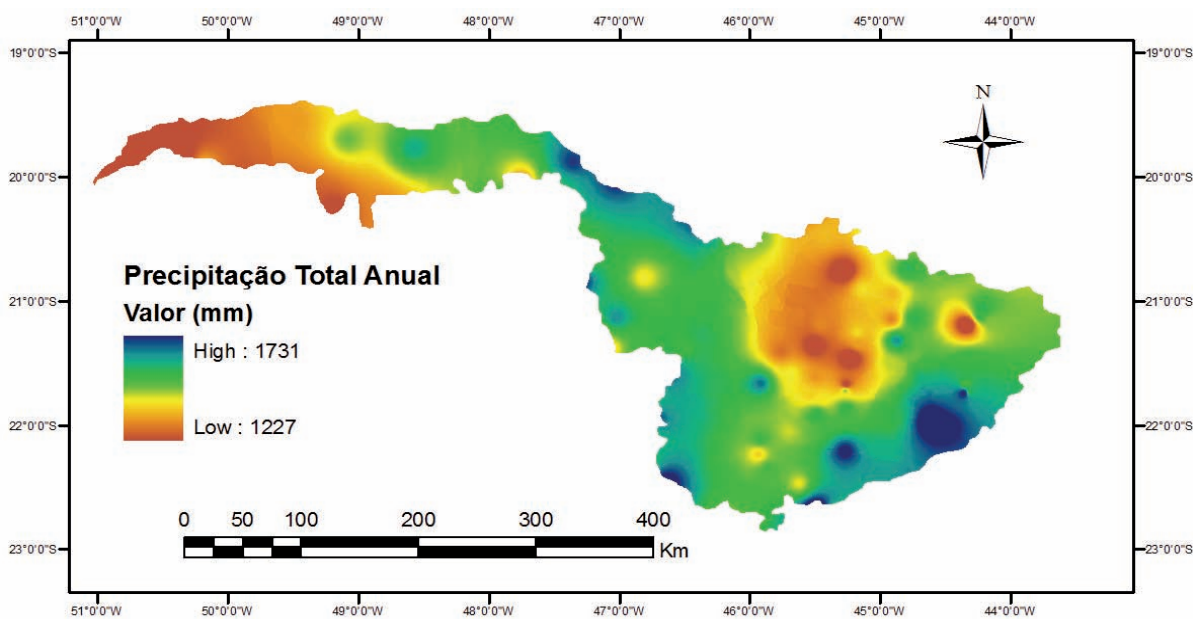 51°0'0"W 50°0'0"W 49°0'0"W 48°0'0"W 47°0'0"W 46°0'0"W 45°0'0"W 44°0'0"W
19°0'0"S 19°0'0"S
N
20°0'0"S 20°0'0"S
Precipitação Total Anual
Valor (mm)
21°0'0"S 21°0'0"S
High : 1731
Low : 1227
22°0'0"S 22°0'0"S
0 50 100 200 300 400
Km
23°0'0"S 23°0'0"S
51°0'0"W 50°0'0"W 49°0'0"W 48°0'0"W 47°0'0"W 46°0'0"W 45°0'0"W 44°0'0"W